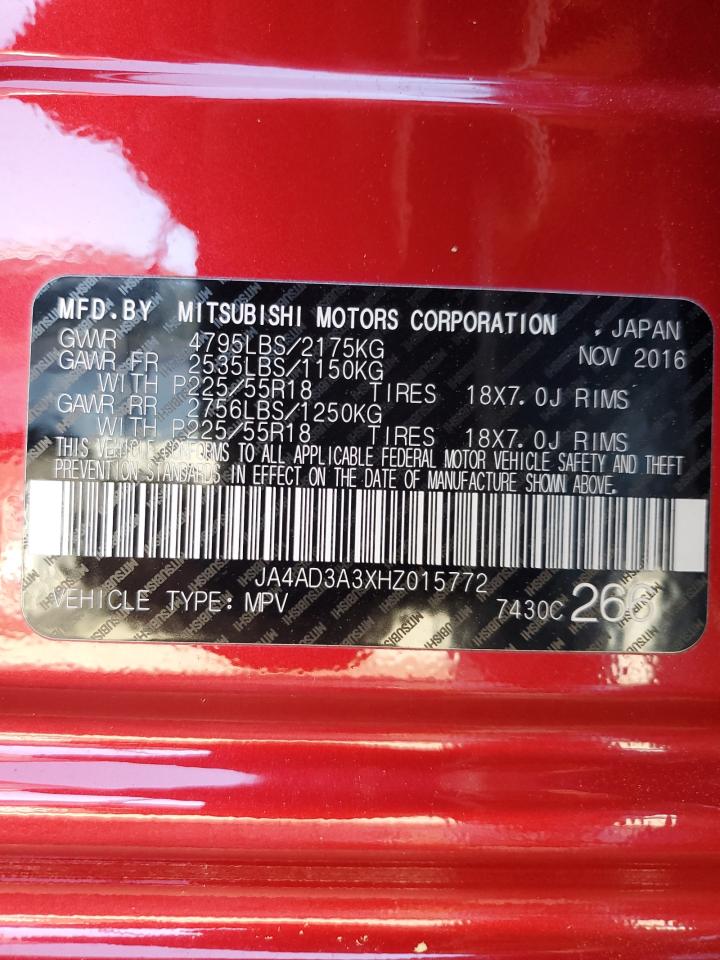 MFD.BY MITSUBISHI MOTORS CORPORATION , JAPAN
GVWR 4795LBS/2175KG NOV 2016
GAWR FR 2535LBS/1150KG
WITH P225/55R18 TIRES 18X7.0J RIMS
GAWR RR 2756LBS/1250KG
WITH P225/55R18 TIRES 18X7.0J RIMS
THIS VEHICLE CONFORMS TO ALL APPLICABLE FEDERAL MOTOR VEHICLE SAFETY AND THEFT
PREVENTION STANDARDS IN EFFECT ON THE DATE OF MANUFACTURE SHOWN ABOVE.
JA4AD3A3XHZ015772
VEHICLE TYPE: MPV 7430C 266